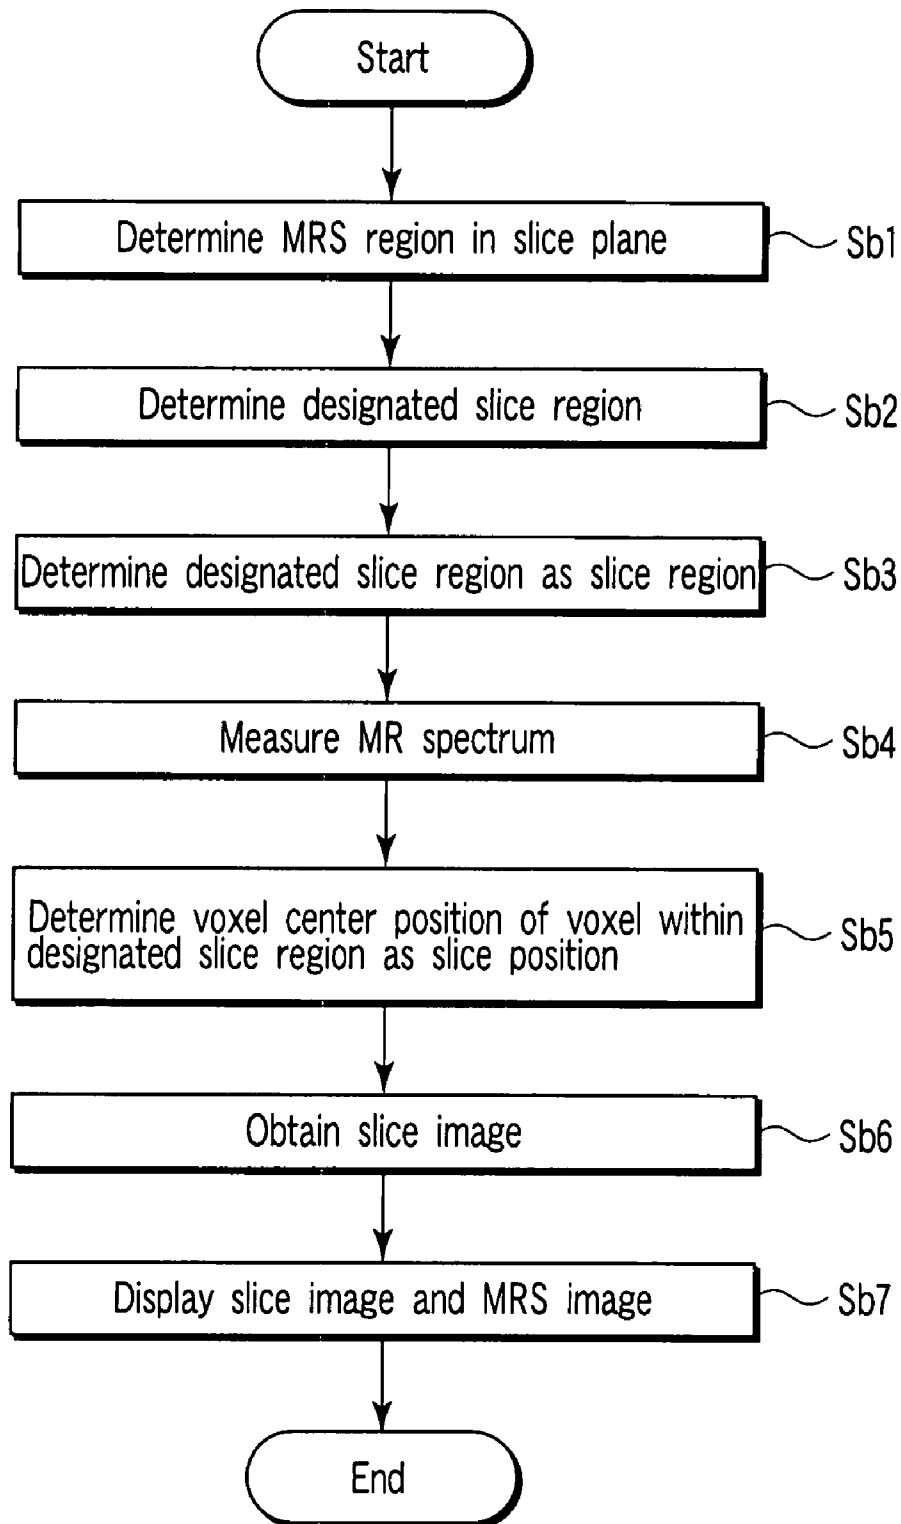 Start
Determine MRS region in slice plane
Sb1
Determine designated slice region
Sb2
Determine designated slice region as slice region
Sb3
Measure MR spectrum
Sb4
Determine voxel center position of voxel within
designated slice region as slice position
Sb5
Obtain slice image
Sb6
Display slice image and MRS image
Sb7
End